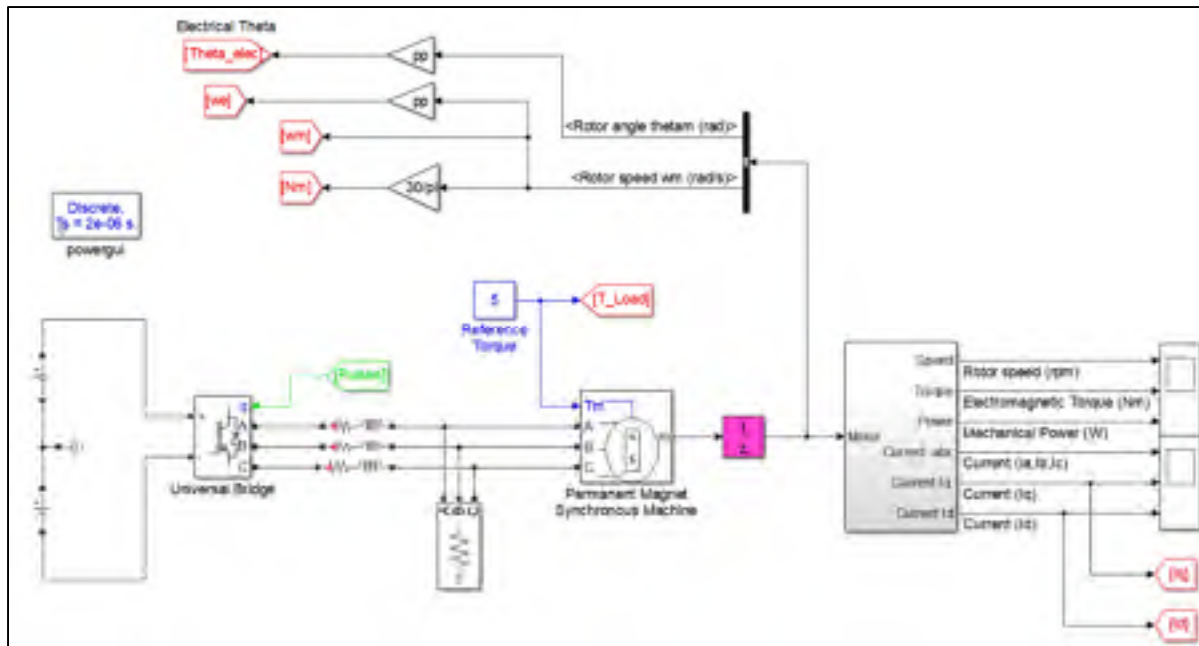 Electrical Theta
[Theta_elec]
pp
[we]
pp
[wm]
<Rotor angle thetam (rad)>
[Nm]
30/pi
<Rotor speed wm (rad/s)>
Discrete,
Ts = 2e-06 s.
powergui
5
[T_Load]
Reference
Torque
Speed
Rotor speed (rpm)
Torque
Electromagnetic Torque (Nm)
Power
Mechanical Power (W)
Current abc
Current (ia,ib,ic)
Current Iq
Current (Iq)
Current Id
Current (Id)
Motor
Tm
A
B
C
m
A
B
C
Universal Bridge
Permanent Magnet
Synchronous Machine
A B C
[Iq]
[Id]